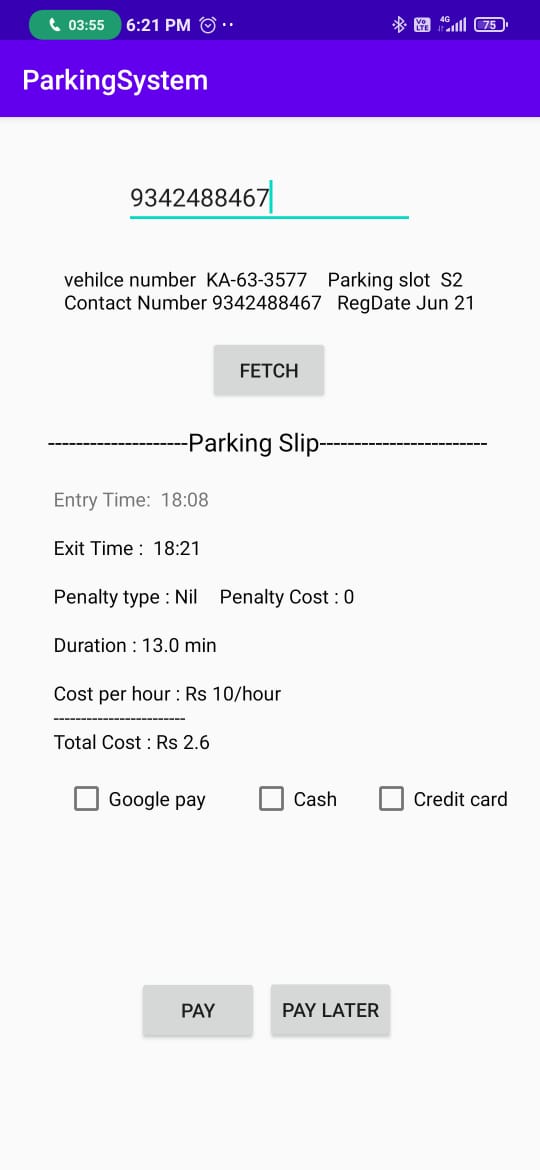 03:55 6:21 PM Vo LTE 4G 75
ParkingSystem
9342488467
vehilce number KA-63-3577 Parking slot S2
Contact Number 9342488467 RegDate Jun 21
FETCH
--------------------Parking Slip------------------------
Entry Time: 18:08
Exit Time : 18:21
Penalty type : Nil Penalty Cost : 0
Duration : 13.0 min
Cost per hour : Rs 10/hour
------------------------
Total Cost : Rs 2.6
Google pay Cash Credit card
PAY PAY LATER